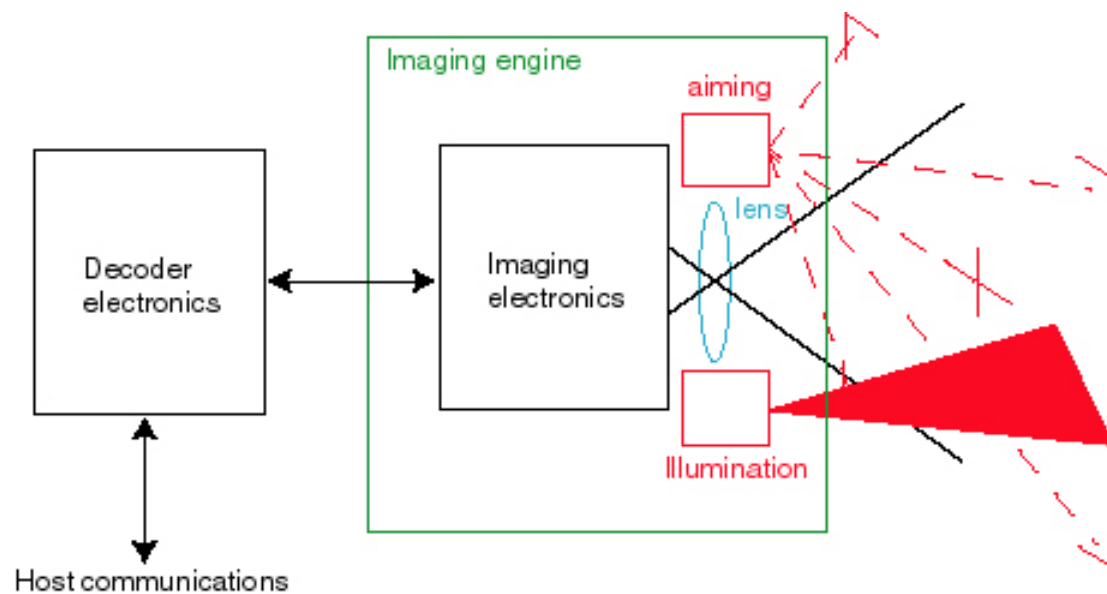 Imaging engine
aiming
lens
Decoder
electronics
Imaging
electronics
Illumination
Host communications